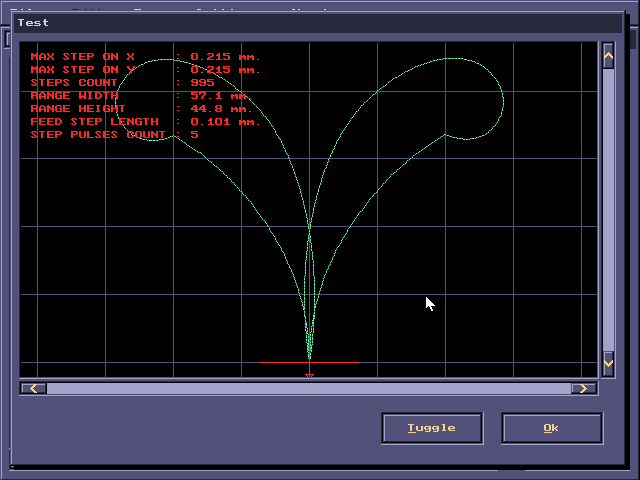 Test
MAX STEP ON X : 0.215 mm.
MAX STEP ON Y : 0.215 mm.
STEPS COUNT : 995
RANGE WIDTH : 57.1 mm.
RANGE HEIGHT : 44.8 mm.
FEED STEP LENGTH : 0.101 mm.
STEP PULSES COUNT : 5
Tuggle
Ok